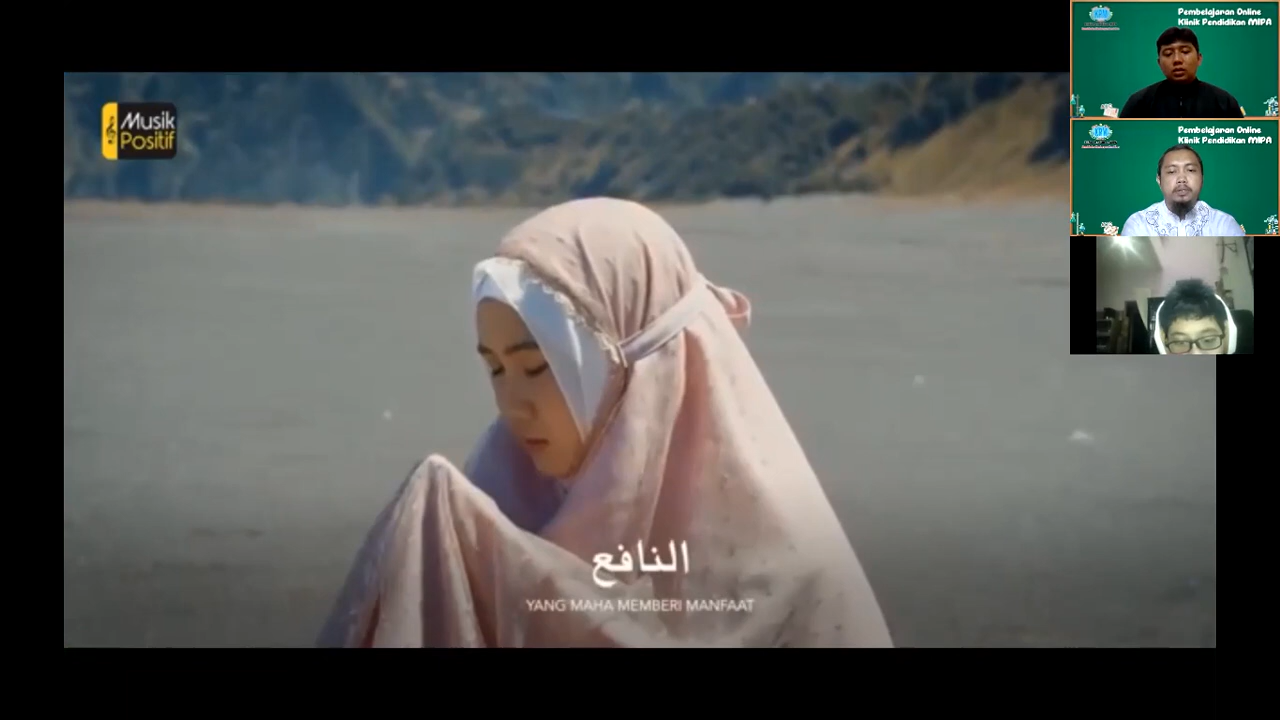 Musik
Positif
النافع
YANG MAHA MEMBERI MANFAAT
Pembelajaran Online
Klinik Pendidikan MIPA
Pembelajaran Online
Klinik Pendidikan MIPA